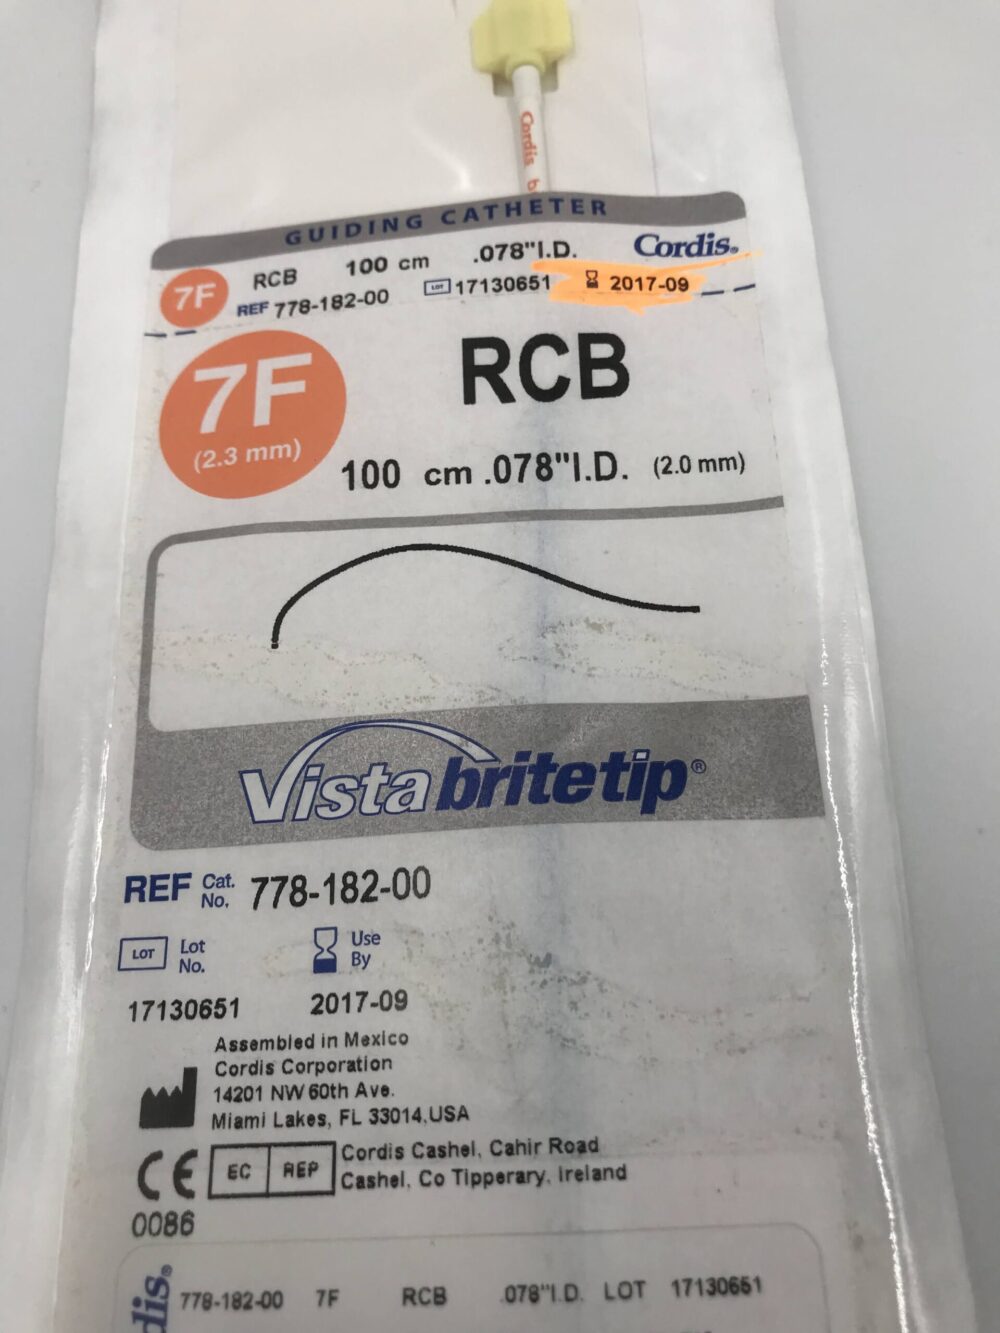 Cordis b
GUIDING CATHETER
7F RCB 100 cm .078"I.D. Cordis®
REF 778-182-00 LOT 17130651 2017-09
7F
(2.3 mm)
RCB
100 cm .078"I.D. (2.0 mm)
Vista britetip®
REF Cat. No. 778-182-00
LOT Lot No.
Use By
17130651 2017-09
Assembled in Mexico
Cordis Corporation
14201 NW 60th Ave.
Miami Lakes, FL 33014,USA
CE EC REP
0086
Cordis Cashel, Cahir Road
Cashel, Co Tipperary, Ireland
dis®
778-182-00 7F RCB .078"I.D. LOT 17130651